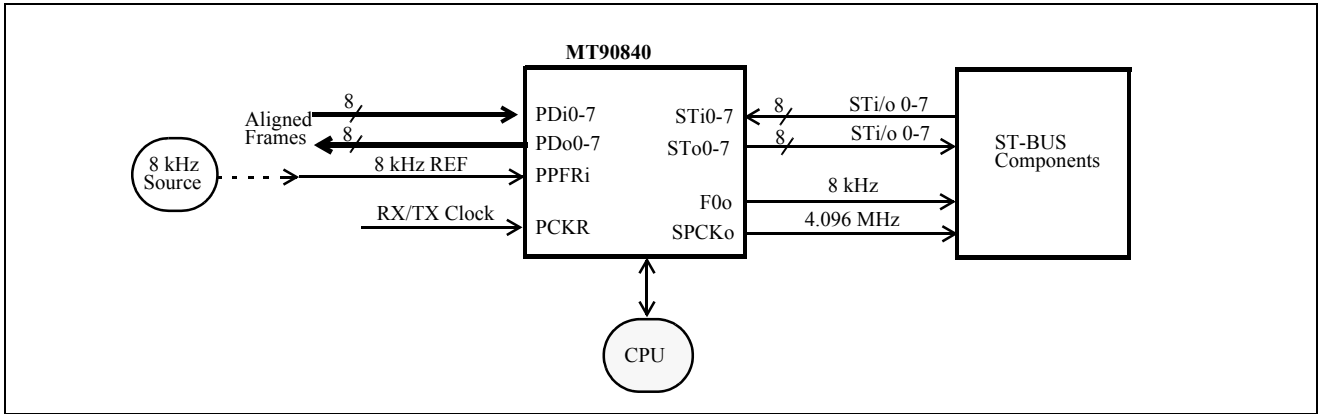 MT90840
Aligned
Frames
8
8
8 kHz
Source
8 kHz REF
RX/TX Clock
PDi0-7
PDo0-7
PPFRi
PCKR
STi0-7
STo0-7
F0o
SPCKo
8
STi/o 0-7
8
STi/o 0-7
8 kHz
4.096 MHz
ST-BUS
Components
CPU